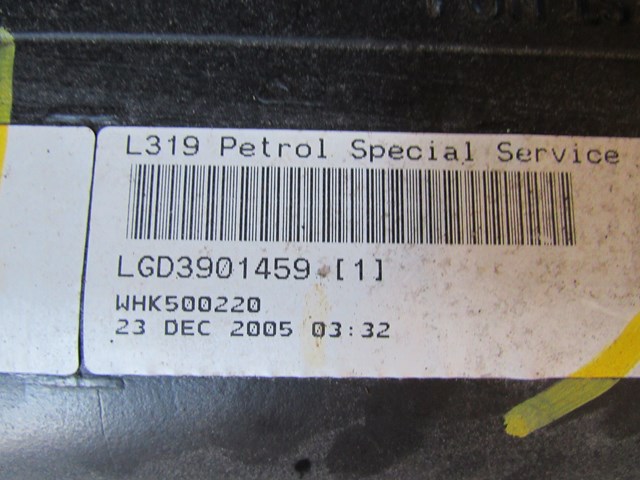 L319 Petrol Special Service
LGD3901459 [1]
WHK500220
23 DEC 2005 03:32